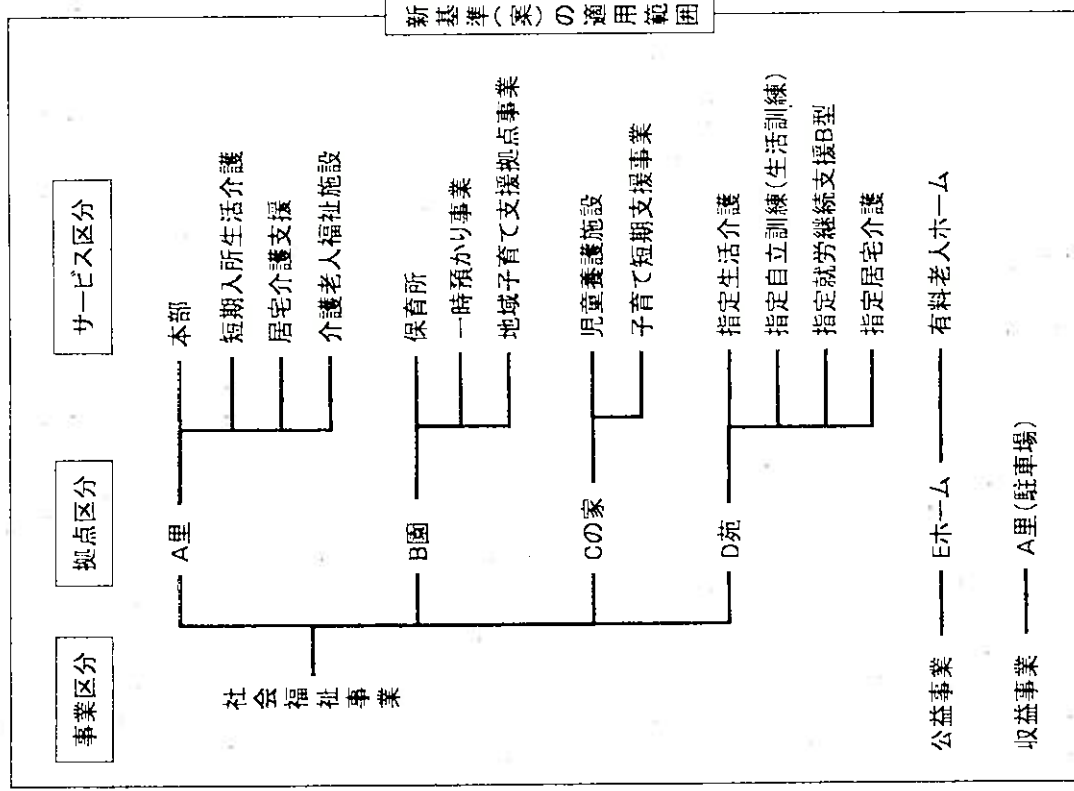 新基準(案)の適用範囲
事業区分
拠点区分
サービス区分
社会福祉事業
A里
本部
短期入所生活介護
居宅介護支援
介護老人福祉施設
B園
保育所
一時預かり事業
地域子育て支援拠点事業
Cの家
児童養護施設
子育て短期支援事業
D苑
指定生活介護
指定自立訓練(生活訓練)
指定就労継続支援B型
指定居宅介護
公益事業
Eホーム
有料老人ホーム
収益事業
A里(駐車場)